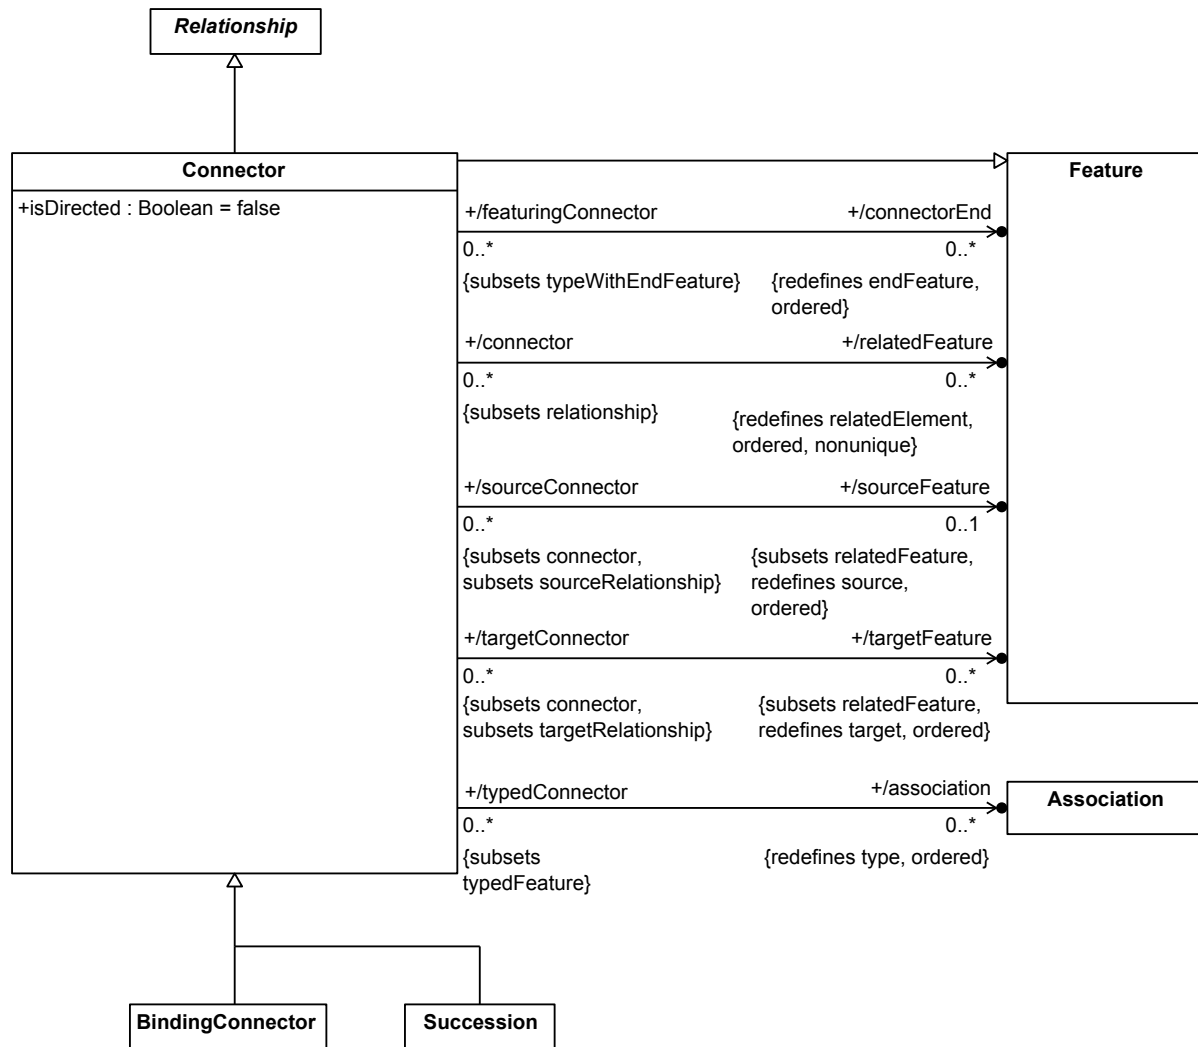 Relationship
Connector
Feature
+isDirected : Boolean = false
+/featuringConnector
+/connectorEnd
0..*
0..*
{subsets typeWithEndFeature}
{redefines endFeature,
ordered}
+/connector
+/relatedFeature
0..*
0..*
{subsets relationship}
{redefines relatedElement,
ordered, nonunique}
+/sourceConnector
+/sourceFeature
0..*
0..1
{subsets connector,
subsets sourceRelationship}
{subsets relatedFeature,
redefines source,
ordered}
+/targetConnector
+/targetFeature
0..*
0..*
{subsets connector,
subsets targetRelationship}
{subsets relatedFeature,
redefines target, ordered}
+/typedConnector
+/association
Association
0..*
0..*
{subsets
typedFeature}
{redefines type, ordered}
BindingConnector
Succession